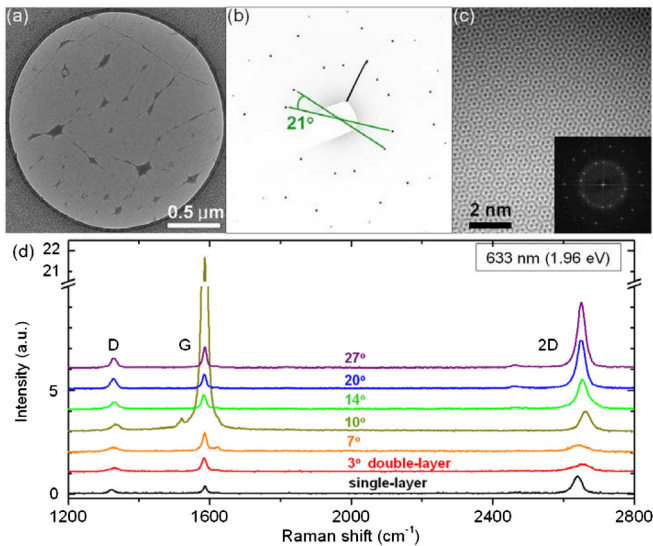 (a)
0.5 μm
(b)
21°
(c)
2 nm
(d)
633 nm (1.96 eV)
22
21
5
0
Intensity (a.u.)
D
G
2D
27°
20°
14°
10°
7°
3° double-layer
single-layer
1200 1600 2000 2400 2800
Raman shift (cm⁻¹)